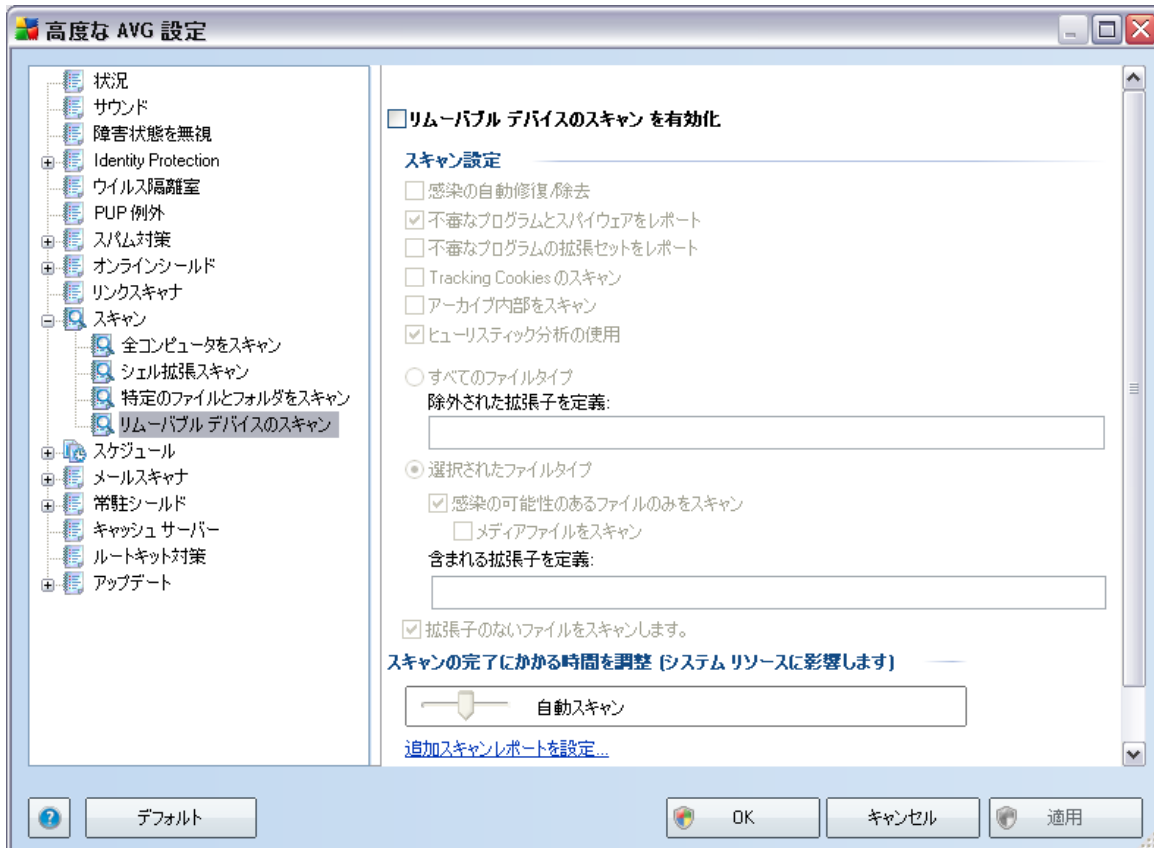 高度な AVG 設定
状況
サウンド
障害状態を無視
Identity Protection
ウイルス隔離室
PUP 例外
スパム対策
オンラインシールド
リンクスキャナ
スキャン
全コンピュータをスキャン
シェル拡張スキャン
特定のファイルとフォルダをスキャン
リムーバブル デバイスのスキャン
スケジュール
メールスキャナ
常駐シールド
キャッシュ サーバー
ルートキット対策
アップデート
リムーバブル デバイスのスキャン を有効化
スキャン設定
感染の自動修復/除去
不審なプログラムとスパイウェアをレポート
不審なプログラムの拡張セットをレポート
Tracking Cookies のスキャン
アーカイブ内部をスキャン
ヒューリスティック分析の使用
すべてのファイルタイプ
除外された拡張子を定義:
選択されたファイルタイプ
感染の可能性のあるファイルのみをスキャン
メディアファイルをスキャン
含まれる拡張子を定義:
拡張子のないファイルをスキャンします。
スキャンの完了にかかる時間を調整 (システム リソースに影響します)
自動スキャン
追加スキャンレポートを設定...
デフォルト
OK
キャンセル
適用